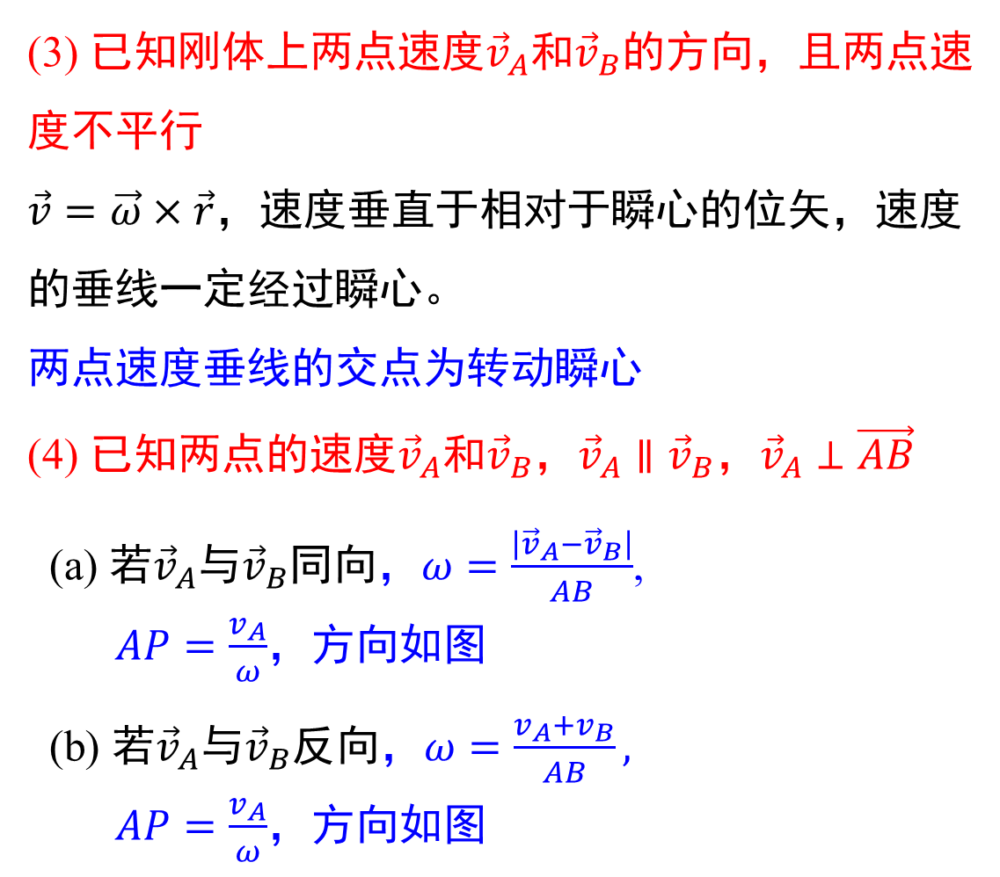 (3) 已知刚体上两点速度$\vec{v}_A$和$\vec{v}_B$的方向，且两点速
度不平行
$\vec{v} = \vec{\omega} \times \vec{r}$，速度垂直于相对于瞬心的位矢，速度
的垂线一定经过瞬心。
两点速度垂线的交点为转动瞬心
(4) 已知两点的速度$\vec{v}_A$和$\vec{v}_B$，$\vec{v}_A \parallel \vec{v}_B$，$\vec{v}_A \perp \overrightarrow{AB}$
(a) 若$\vec{v}_A$与$\vec{v}_B$同向，$\omega = \frac{|\vec{v}_A - \vec{v}_B|}{AB}$,
$AP = \frac{v_A}{\omega}$，方向如图
(b) 若$\vec{v}_A$与$\vec{v}_B$反向，$\omega = \frac{v_A + v_B}{AB}$,
$AP = \frac{v_A}{\omega}$，方向如图